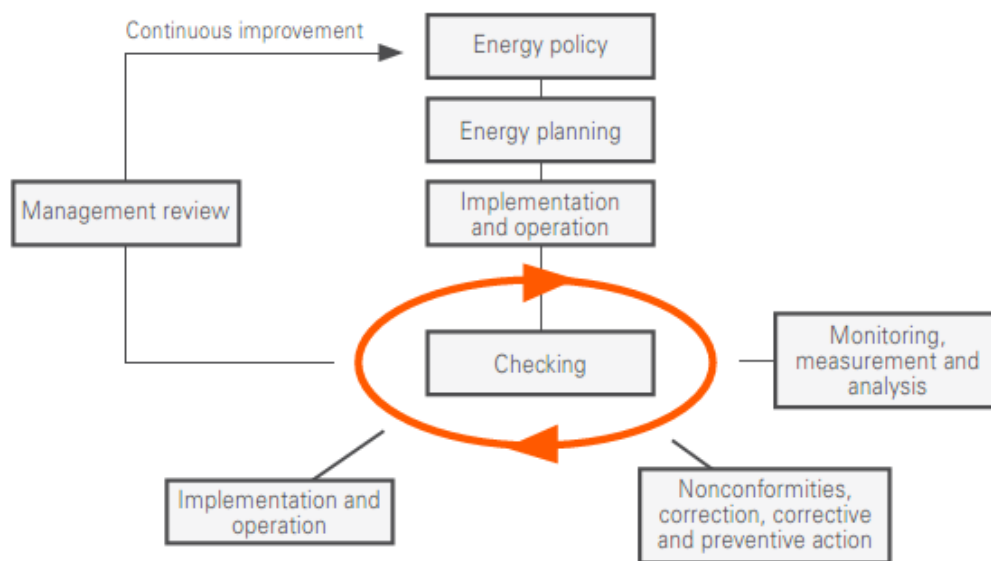 Continuous improvement
Energy policy
Energy planning
Implementation
and operation
Management review
Checking
Monitoring,
measurement and
analysis
Implementation and
operation
Nonconformities,
correction, corrective
and preventive action